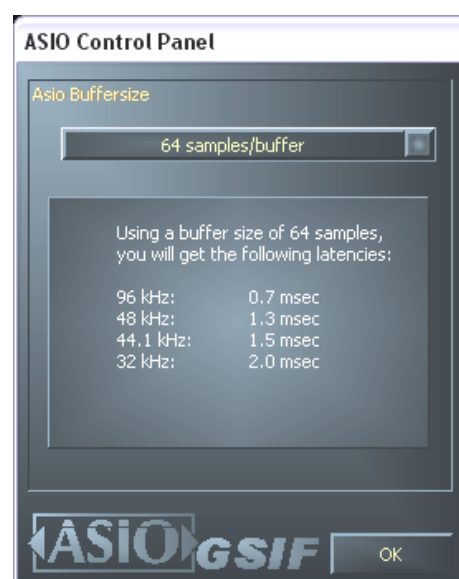 ASIO Control Panel
Asio Buffersize
64 samples/buffer
Using a buffer size of 64 samples,
you will get the following latencies:
96 kHz: 0.7 msec
48 kHz: 1.3 msec
44.1 kHz: 1.5 msec
32 kHz: 2.0 msec
ASIO GSIF
OK